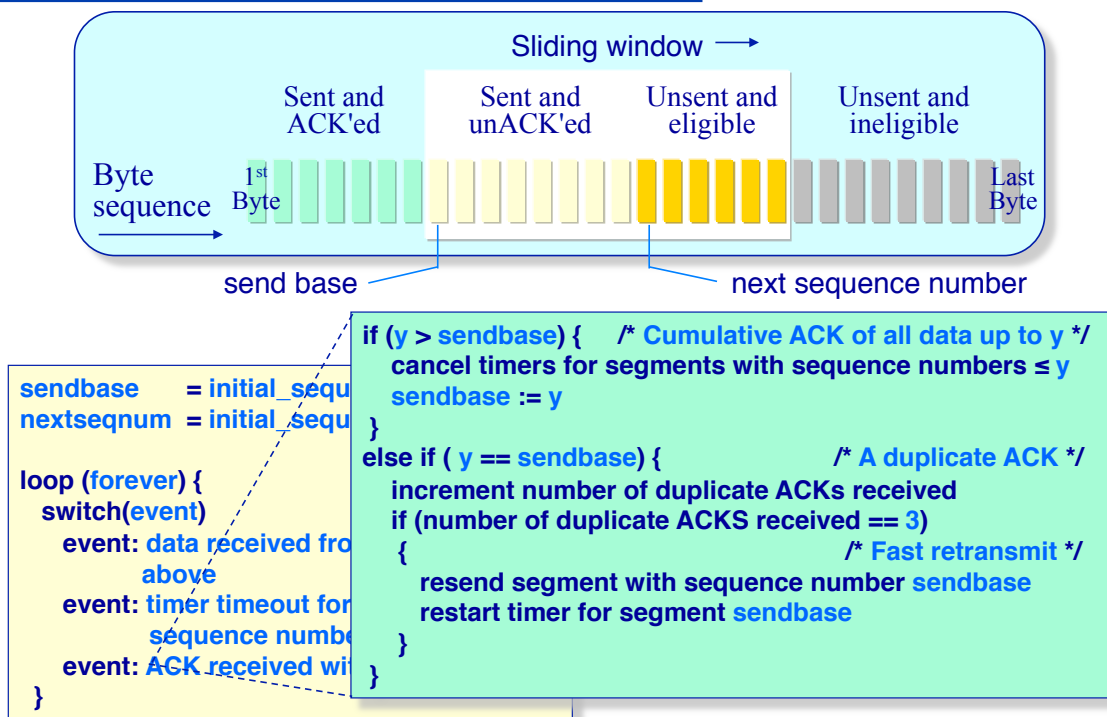 Sliding window
Sent and
ACK'ed
Sent and
unACK'ed
Unsent and
eligible
Unsent and
ineligible
Byte
sequence
1st
Byte
Last
Byte
send base
next sequence number
sendbase = initial_sequ
nextseqnum = initial_sequ
loop (forever) {
switch(event)
event: data received fro
above
event: timer timeout for
sequence numbe
event: ACK received wit
}
if (y > sendbase) { /* Cumulative ACK of all data up to y */
cancel timers for segments with sequence numbers ≤ y
sendbase := y
}
else if ( y == sendbase) { /* A duplicate ACK */
increment number of duplicate ACKs received
if (number of duplicate ACKS received == 3)
{ /* Fast retransmit */
resend segment with sequence number sendbase
restart timer for segment sendbase
}
}